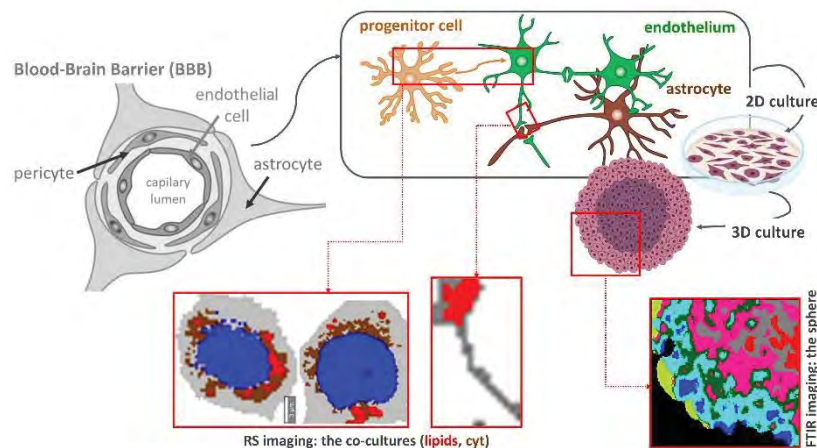 progenitor cell
endothelium
astrocyte
Blood-Brain Barrier (BBB)
endothelial
cell
pericyte
capilary
lumen
astrocyte
2D culture
3D culture
RS imaging: the co-cultures (lipids, cyt)
FTIR imaging: the sphere